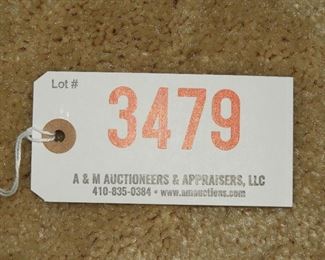 Lot #
3479
A & M AUCTIONEERS & APPRAISERS, LLC
410-835-0384 • www.amauctions.com